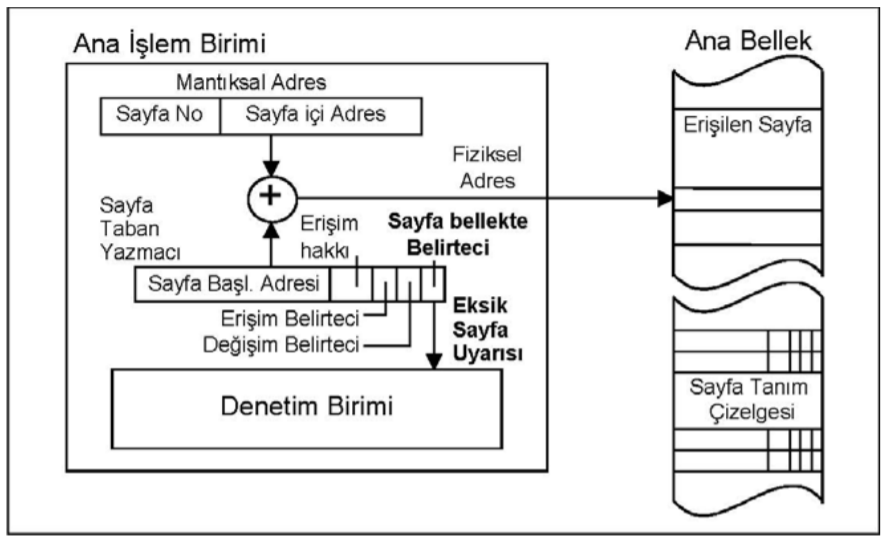 Ana İşlem Birimi
Ana Bellek
Mantıksal Adres
Sayfa No
Sayfa içi Adres
Erişilen Sayfa
Fiziksel
Adres
+
Sayfa
Taban
Yazmacı
Erişim
hakkı
Sayfa bellekte
Belirteci
Sayfa Başl. Adresi
Erişim Belirteci
Değişim Belirteci
Eksik
Sayfa
Uyarısı
Denetim Birimi
Sayfa Tanım
Çizelgesi